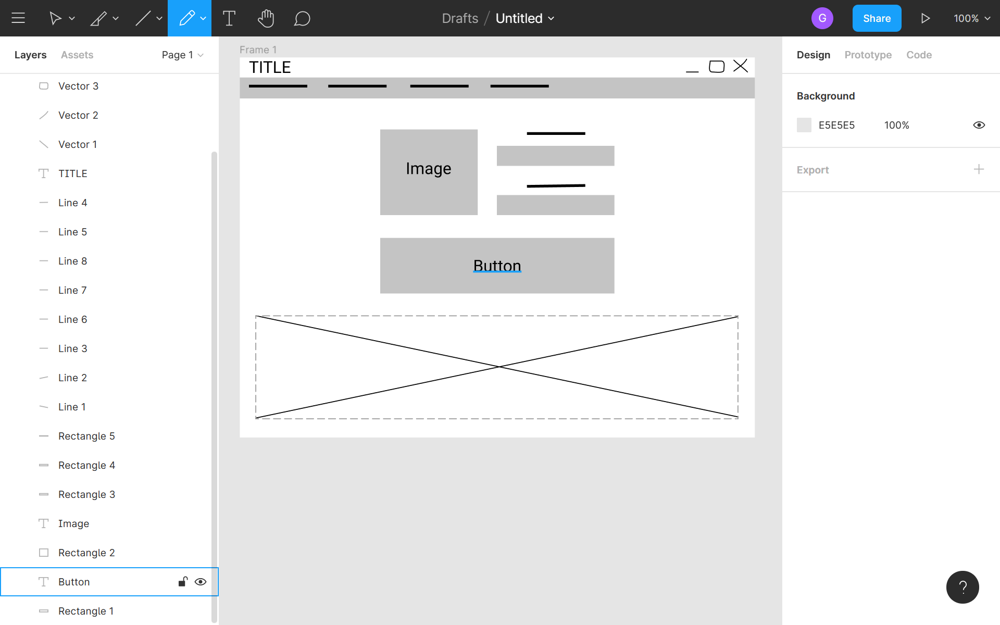 Drafts / Untitled
G
Share
100%
Layers
Assets
Page 1
Vector 3
Vector 2
Vector 1
TITLE
Line 4
Line 5
Line 8
Line 7
Line 6
Line 3
Line 2
Line 1
Rectangle 5
Rectangle 4
Rectangle 3
Image
Rectangle 2
Button
Rectangle 1
Frame 1
TITLE
Image
Button
Design
Prototype
Code
Background
E5E5E5
100%
Export
?